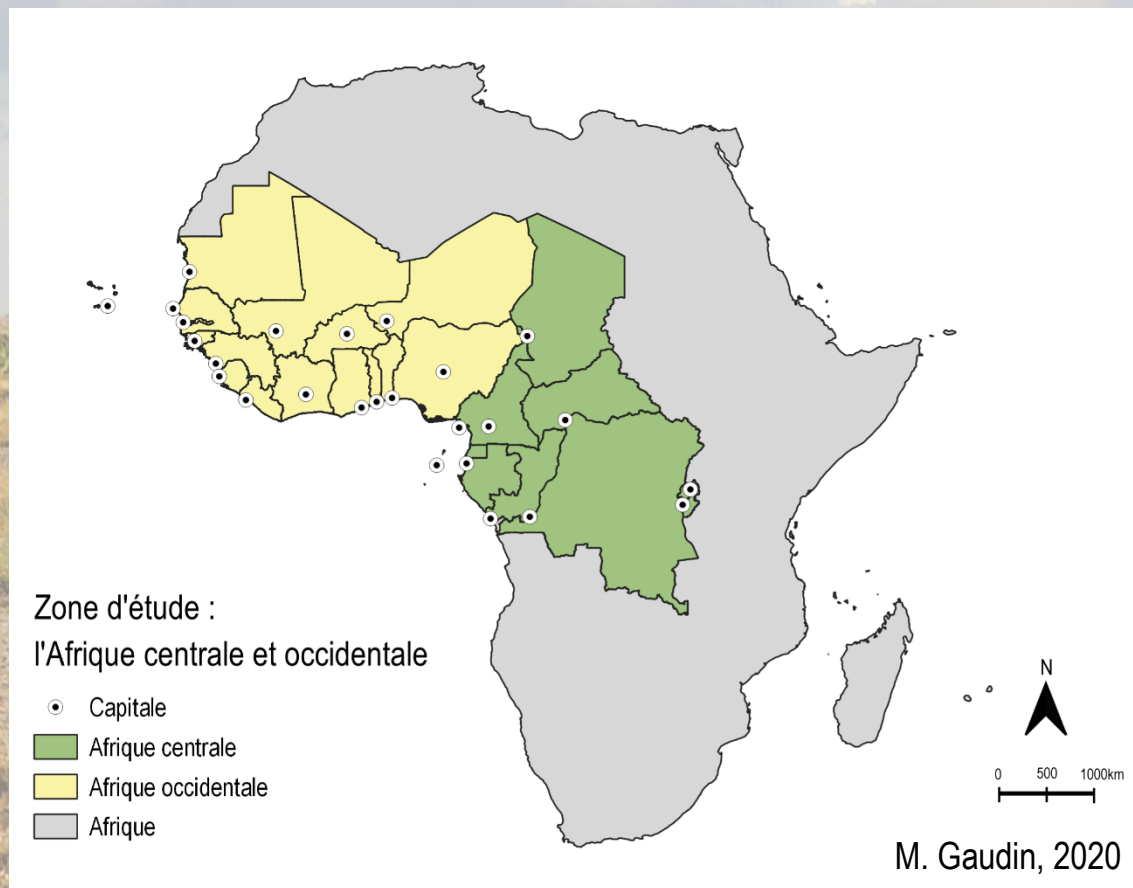 Zone d'étude :
l'Afrique centrale et occidentale
Capitale
Afrique centrale
Afrique occidentale
Afrique
N
0 500 1000km
M. Gaudin, 2020